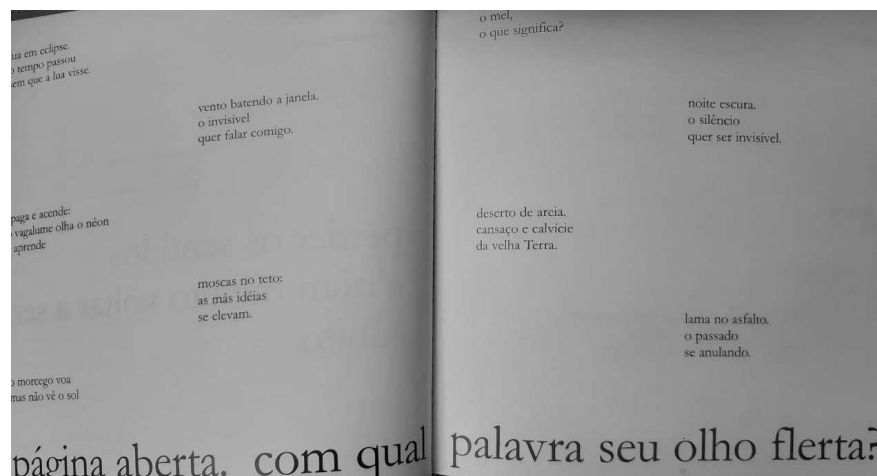 ua em eclipse.
tempo passou
em que a lua visse.
vento batendo a janela.
o invisível
quer falar comigo.
paga e acende:
vagalume olha o néon
aprende
moscas no teto:
as más idéias
se elevam.
o morcego voa
mas não vê o sol
o mel,
o que significa?
noite escura.
o silêncio
quer ser invisível.
deserto de areia.
cansaço e calvície
da velha Terra.
lama no asfalto.
o passado
se anulando.
página aberta. com qual palavra seu olho flerta?